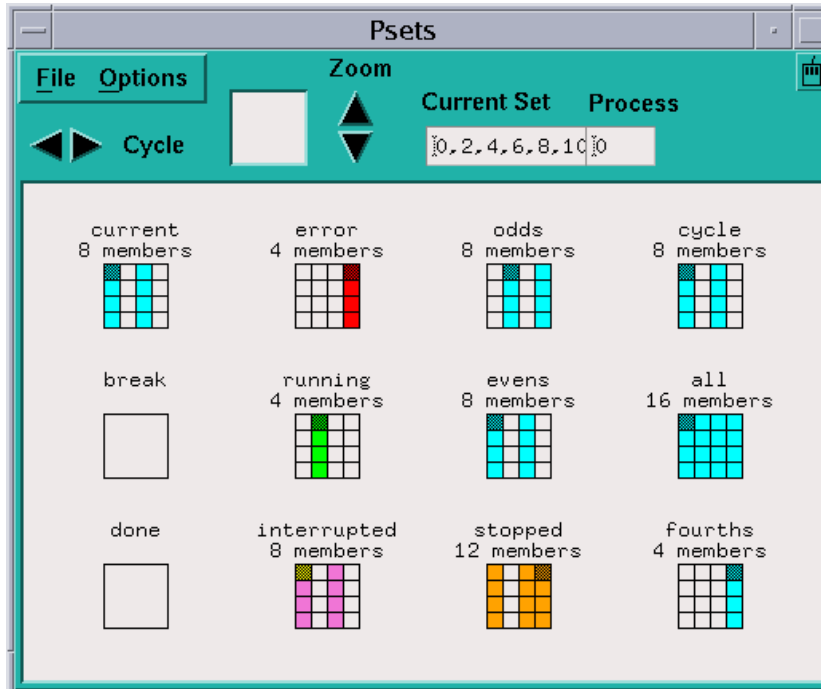 Psets
File Options
Zoom
Current Set
Process
Cycle
0,2,4,6,8,10
0
current
8 members
error
4 members
odds
8 members
cycle
8 members
break
running
4 members
evens
8 members
all
16 members
done
interrupted
8 members
stopped
12 members
fourths
4 members